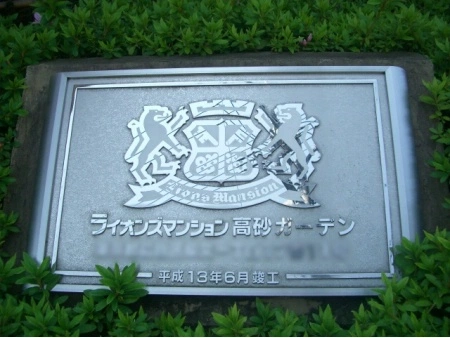 Lions Mansion
ライオンズマンション高砂ガーデン
平成13年6月竣工